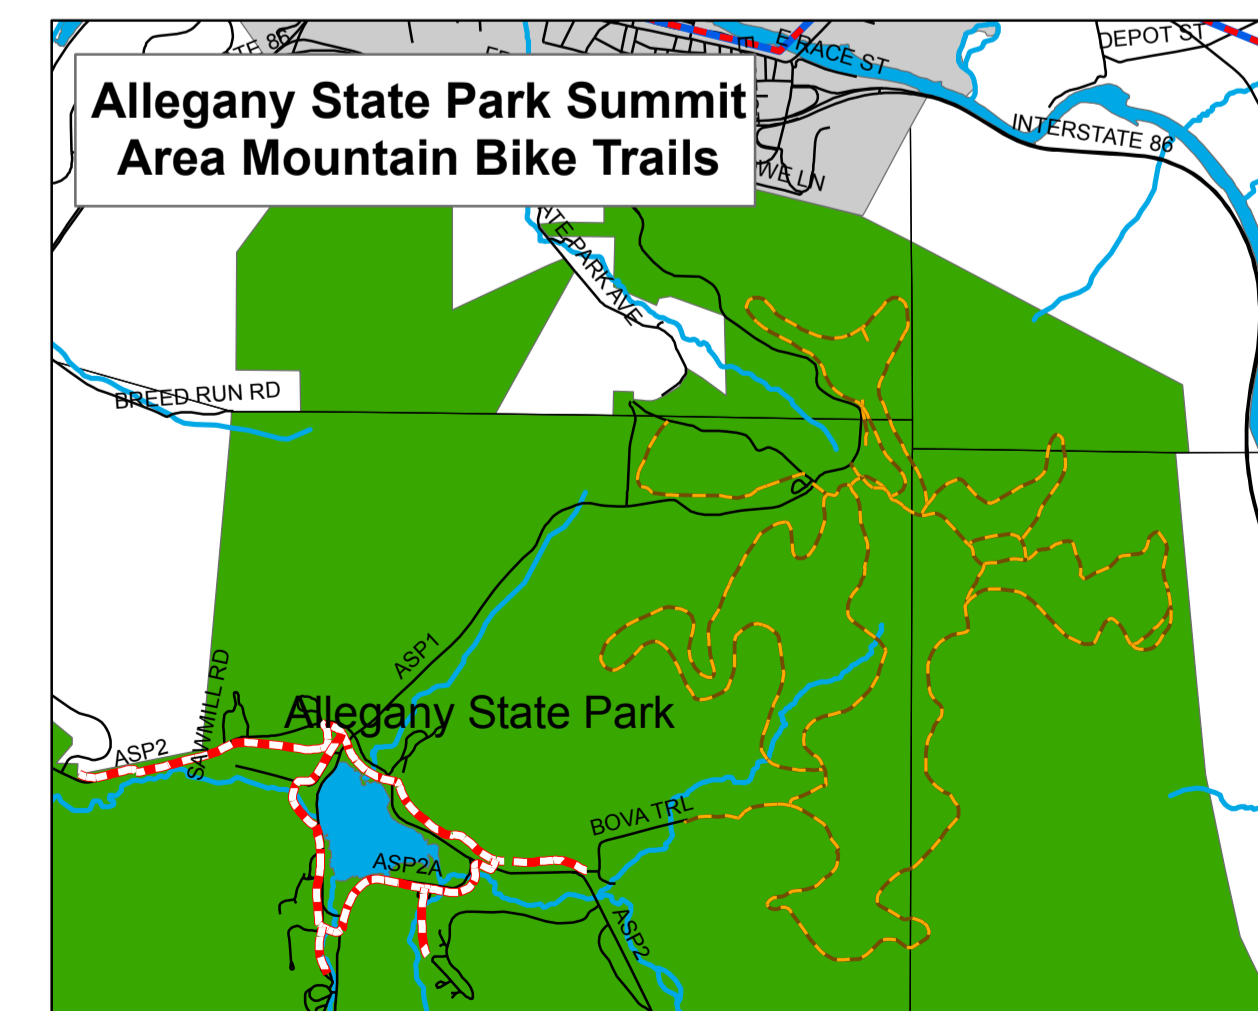 E RACE ST
DEPOT ST
Allegany State Park Summit
Area Mountain Bike Trails
INTERSTATE 86
BREED RUN RD
ASP1
SAWMILL RD
Allegany State Park
ASP2
BOVA TRL
ASP2A
ASP2